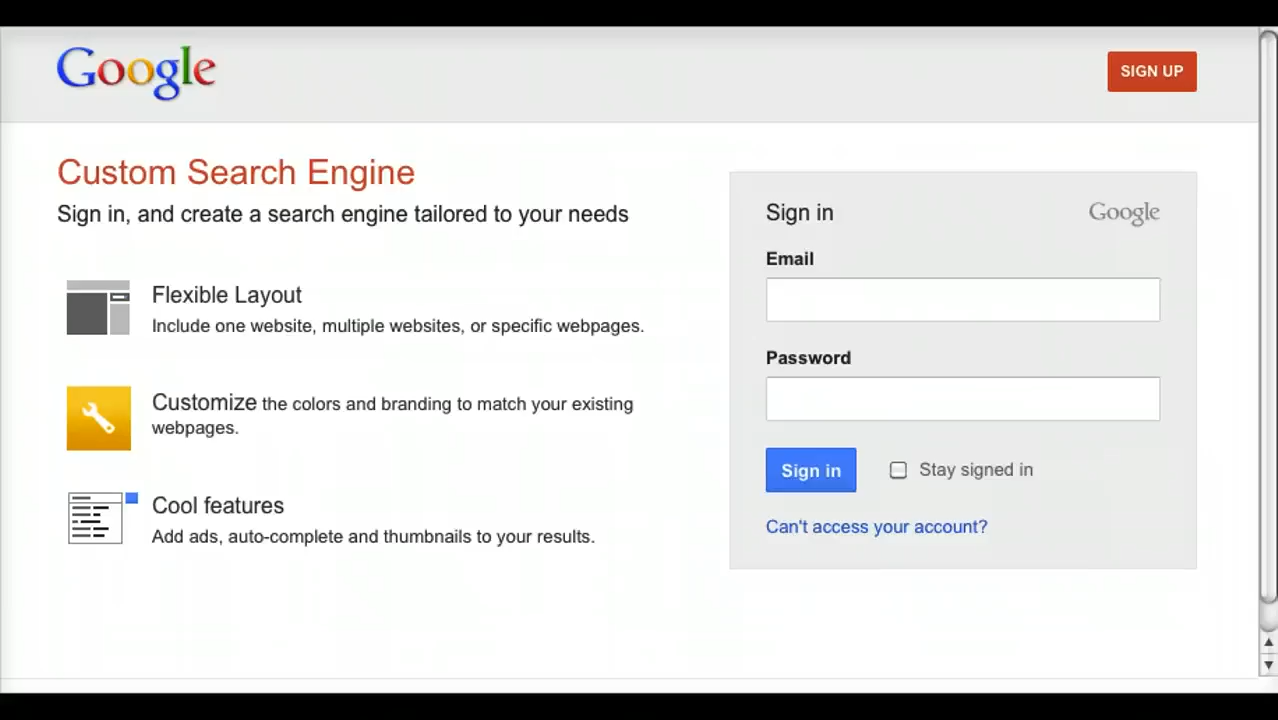 Google
SIGN UP
Custom Search Engine
Sign in, and create a search engine tailored to your needs
Flexible Layout
Include one website, multiple websites, or specific webpages.
Customize the colors and branding to match your existing
webpages.
Cool features
Add ads, auto-complete and thumbnails to your results.
Sign in
Google
Email
Password
Sign in
Stay signed in
Can't access your account?